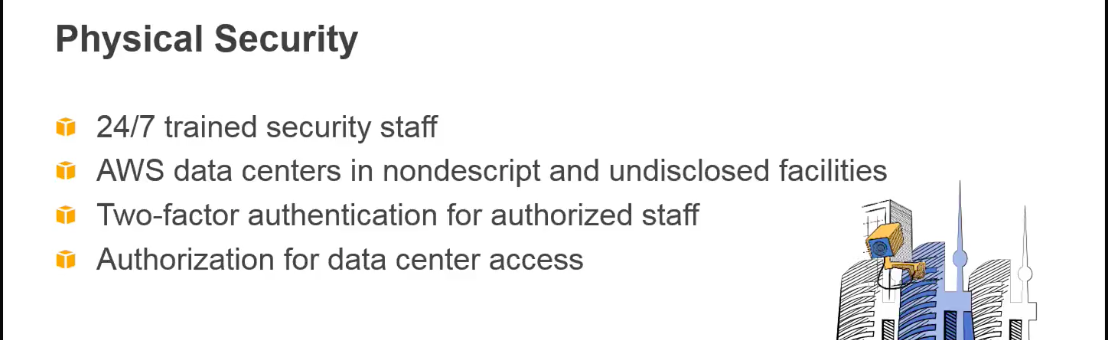 Physical Security
24/7 trained security staff
AWS data centers in nondescript and undisclosed facilities
Two-factor authentication for authorized staff
Authorization for data center access